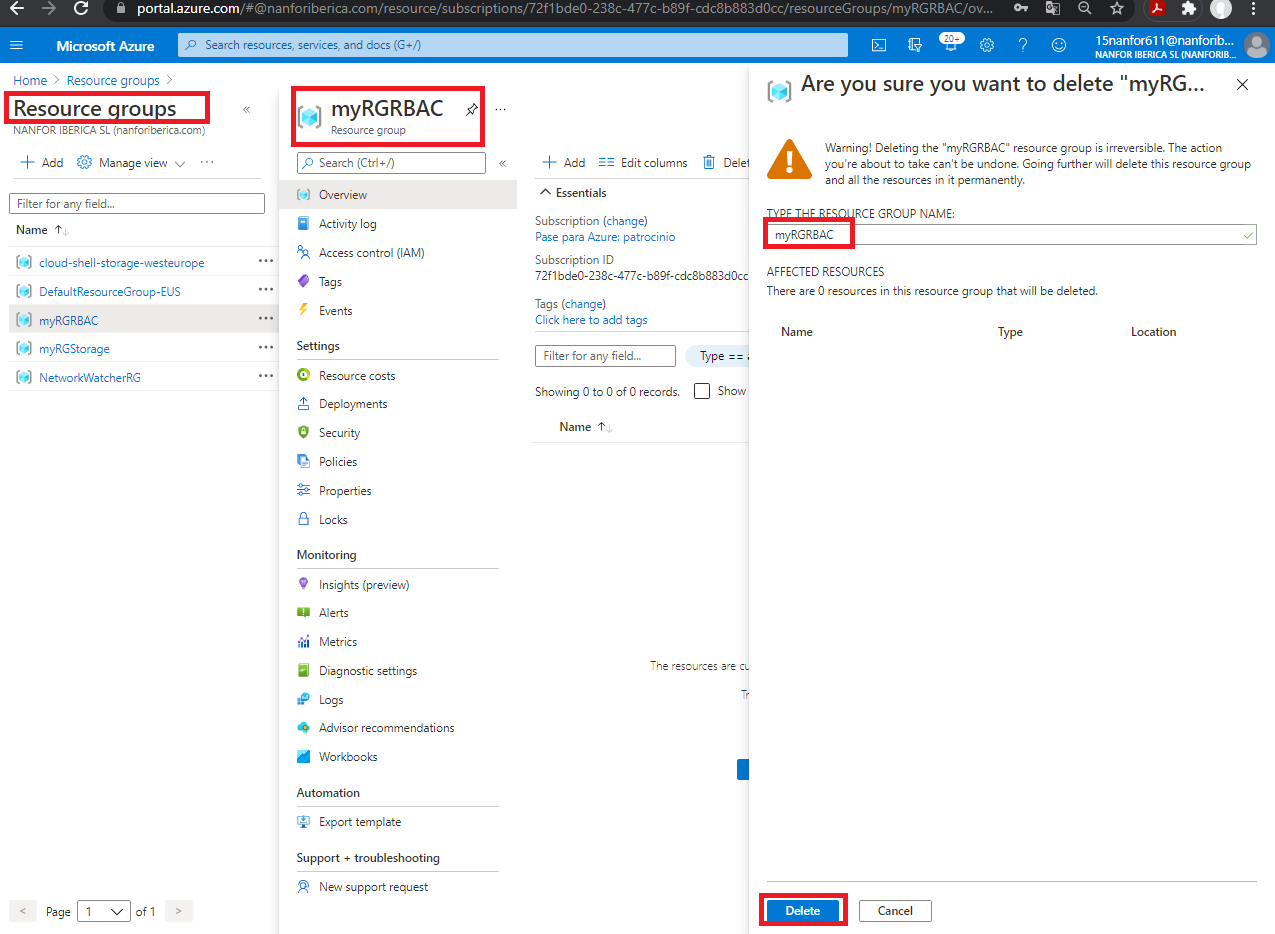 portal.azure.com/#@nanforiberica.com/resource/subscriptions/72f1bde0-238c-477c-b89f-cdc8b883d0cc/resourceGroups/myRGRBAC/ov...
Microsoft Azure
Search resources, services, and docs (G+/)
20+
15nanfor611@nanforib...
NANFOR IBERICA SL (NANFORIB...
Home > Resource groups >
Resource groups
NANFOR IBERICA SL (nanforiberica.com)
Add
Manage view
Filter for any field...
Name
cloud-shell-storage-westeurope
DefaultResourceGroup-EUS
myRGRBAC
myRGStorage
NetworkWatcherRG
< Page 1 of 1 >
myRGRBAC
Resource group
Search (Ctrl+/)
Overview
Activity log
Access control (IAM)
Tags
Events
Settings
Resource costs
Deployments
Security
Policies
Properties
Locks
Monitoring
Insights (preview)
Alerts
Metrics
Diagnostic settings
Logs
Advisor recommendations
Workbooks
Automation
Export template
Support + troubleshooting
New support request
Add
Edit columns
Delet
Essentials
Subscription (change)
Pase para Azure: patrocinio
Subscription ID
72f1bde0-238c-477c-b89f-cdc8b883d0cc
Tags (change)
Click here to add tags
Filter for any field...
Type == a
Showing 0 to 0 of 0 records.
Show
Name
The resources are cu
Tr
Are you sure you want to delete "myRG...
Warning! Deleting the "myRGRBAC" resource group is irreversible. The action
you're about to take can't be undone. Going further will delete this resource group
and all the resources in it permanently.
TYPE THE RESOURCE GROUP NAME:
myRGRBAC
AFFECTED RESOURCES
There are 0 resources in this resource group that will be deleted.
Name Type Location
Delete
Cancel